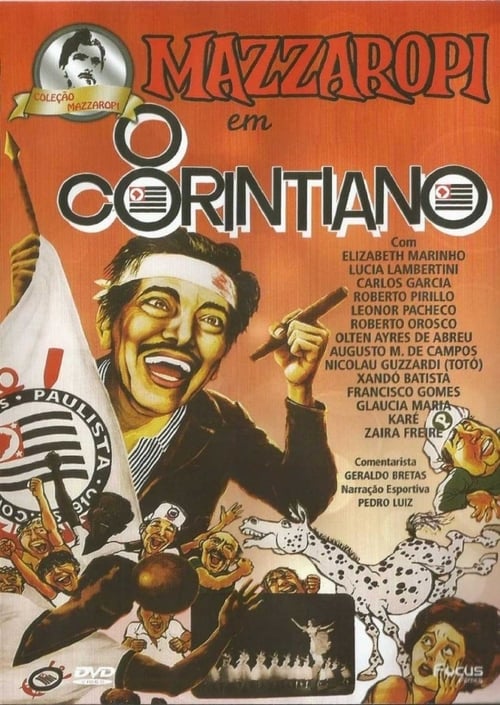 COLEÇÃO
MAZZAROPI
MAZZAROPI
em
O
CORINTIANO
Com
ELIZABETH MARINHO
LUCIA LAMBERTINI
CARLOS GARCIA
ROBERTO PIRILLO
LEONOR PACHECO
ROBERTO OROSCO
OLTEN AYRES DE ABREU
AUGUSTO M. DE CAMPOS
NICOLAU GUZZARDI (TOTÓ)
XANDÓ BATISTA
FRANCISCO GOMES
GLAUCIA MARIA
KARÉ
ZAIRA FREIRE
Comentarista
GERALDO BRETAS
Narração Esportiva
PEDRO LUIZ
PAULISTA
P
DVD
Focus